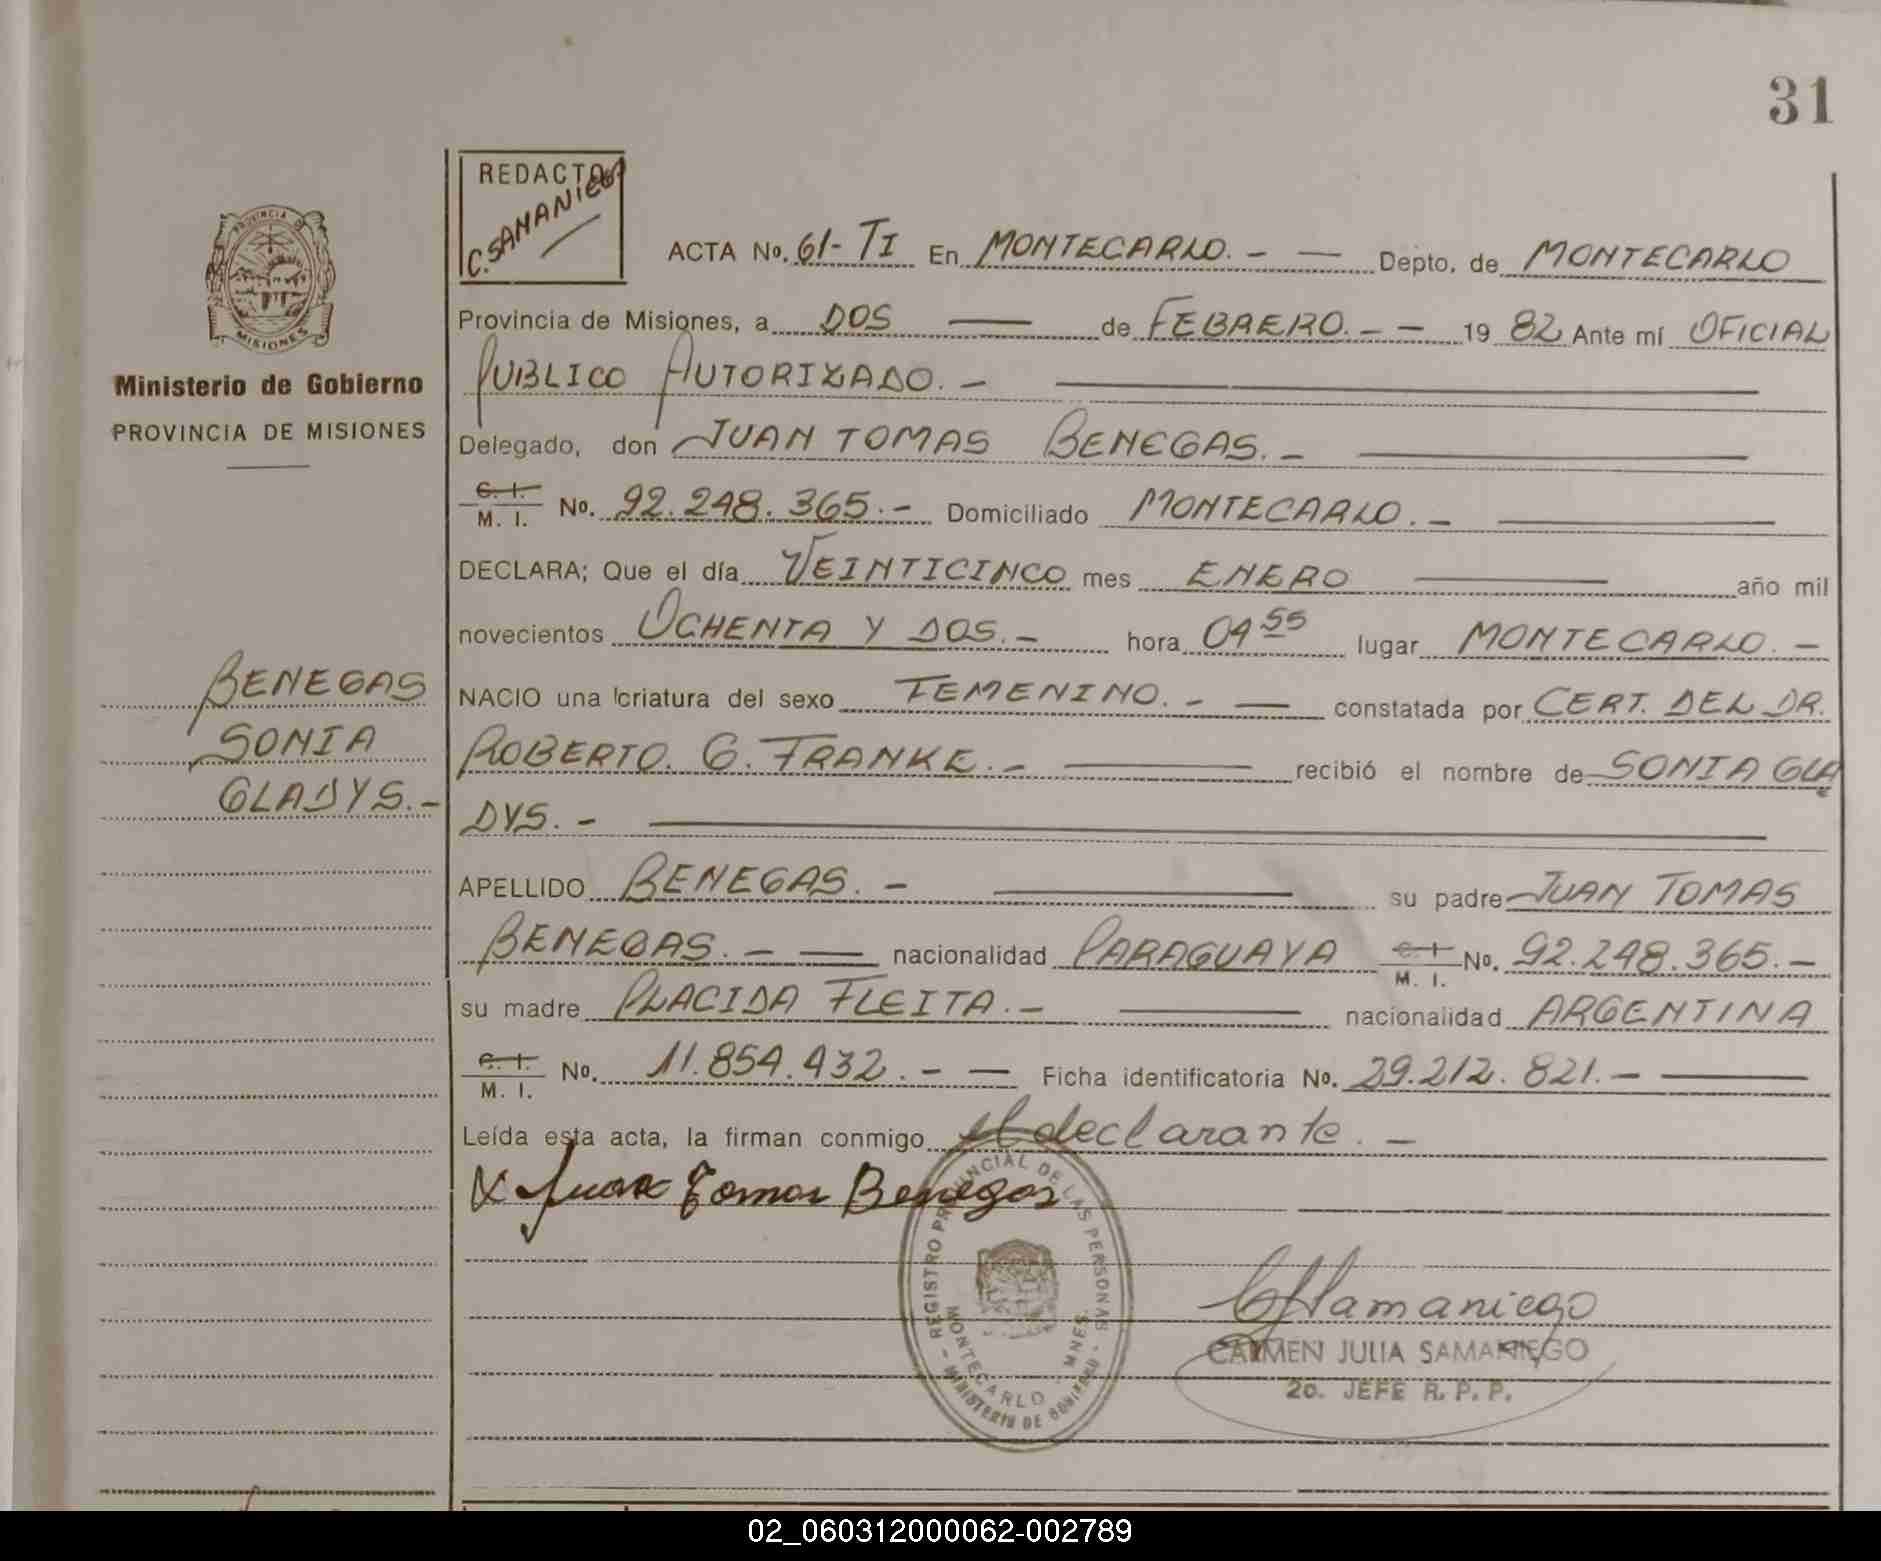 31
REDACTO
C. SAMANIEGO
ACTA No. 61-TI En MONTECARLO. - — Depto. de MONTECARLO
Provincia de Misiones, a DOS — de FEBRERO. - - 19 82 Ante mí OFICIAL
PUBLICO AUTORIZADO. -
Delegado, don JUAN TOMAS BENEGAS. -
C. I. M. I. No. 92.248.365. - Domiciliado MONTECARLO. -
DECLARA; Que el día VEINTICINCO mes ENERO — año mil
novecientos OCHENTA Y DOS. - hora 04 55 lugar MONTECARLO. -
NACIO una criatura del sexo FEMENINO. - — constatada por CERT. DEL DR.
ROBERTO. G. FRANKE. - — recibió el nombre de SONIA GLA
DYS. -
APELLIDO BENEGAS. - — su padre JUAN TOMAS
BENEGAS. - — nacionalidad PARAGUAYA C. I. M. I. No. 92.248.365. -
su madre PLACIDA FLEITA. - — nacionalidad ARGENTINA
C. I. M. I. No. 11.854.432. - — Ficha identificatoria No. 29.212.821. - —
Leída esta acta, la firman conmigo el declarante. -
X Juan Tomas Benegas
PROVINCIA DE
MISIONES
Ministerio de Gobierno
PROVINCIA DE MISIONES
BENEGAS
SONIA
GLADYS. -
REGISTRO PROVINCIAL DE LAS PERSONAS
MONTECARLO - MNES.
- MINISTERIO DE GOBIERNO -
CJSamaniego
CARMEN JULIA SAMANIEGO
2o. JEFE R. P. P.
02_060312000062-002789